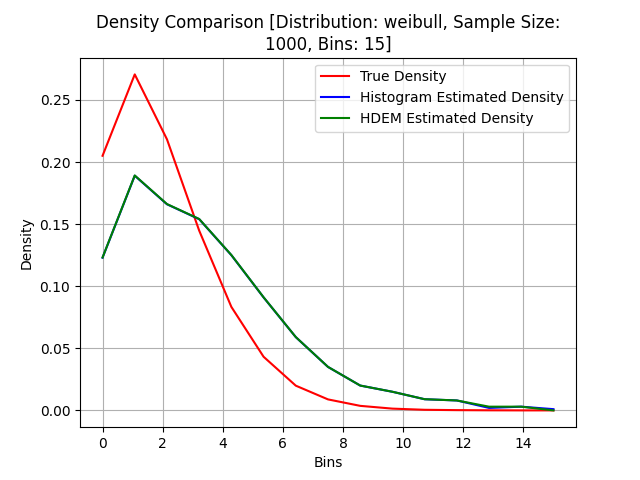 Density Comparison [Distribution: weibull, Sample Size:
1000, Bins: 15]
True Density
Histogram Estimated Density
HDEM Estimated Density
Density
0.25
0.20
0.15
0.10
0.05
0.00
0 2 4 6 8 10 12 14
Bins